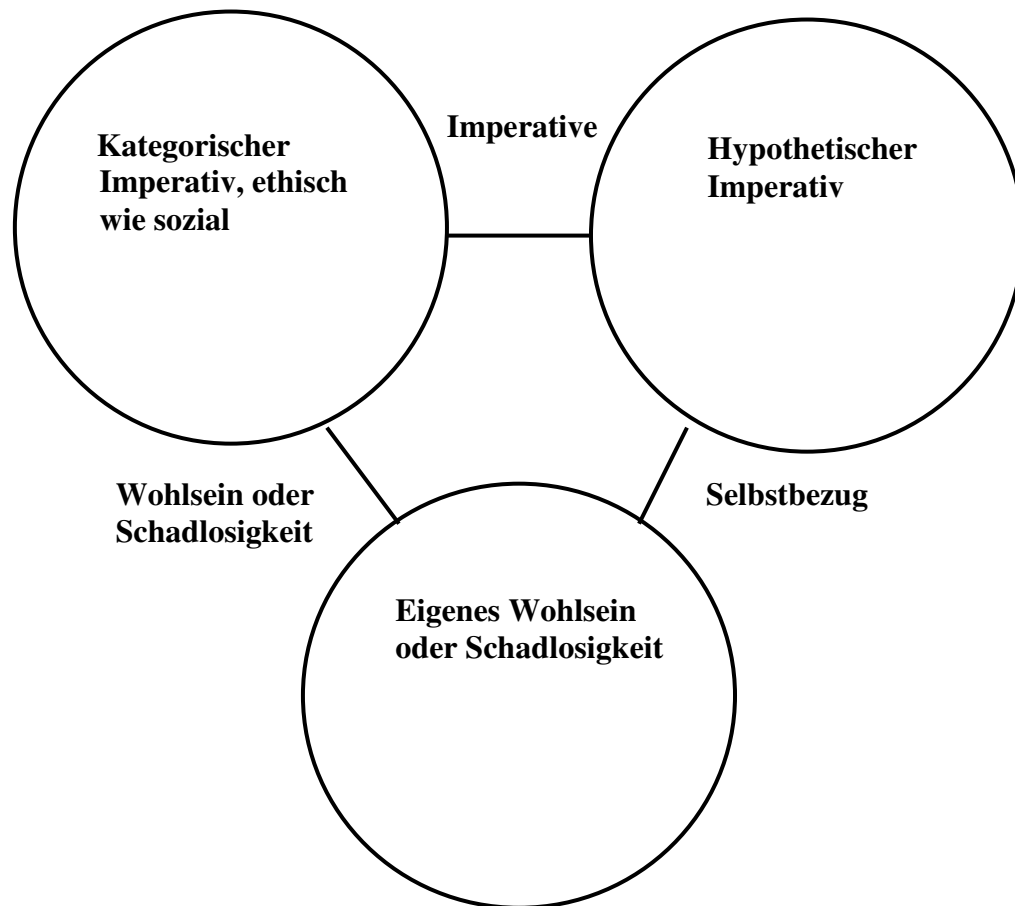 Kategorischer
Imperativ, ethisch
wie sozial
Imperative
Hypothetischer
Imperativ
Wohlsein oder
Schadlosigkeit
Selbstbezug
Eigenes Wohlsein
oder Schadlosigkeit